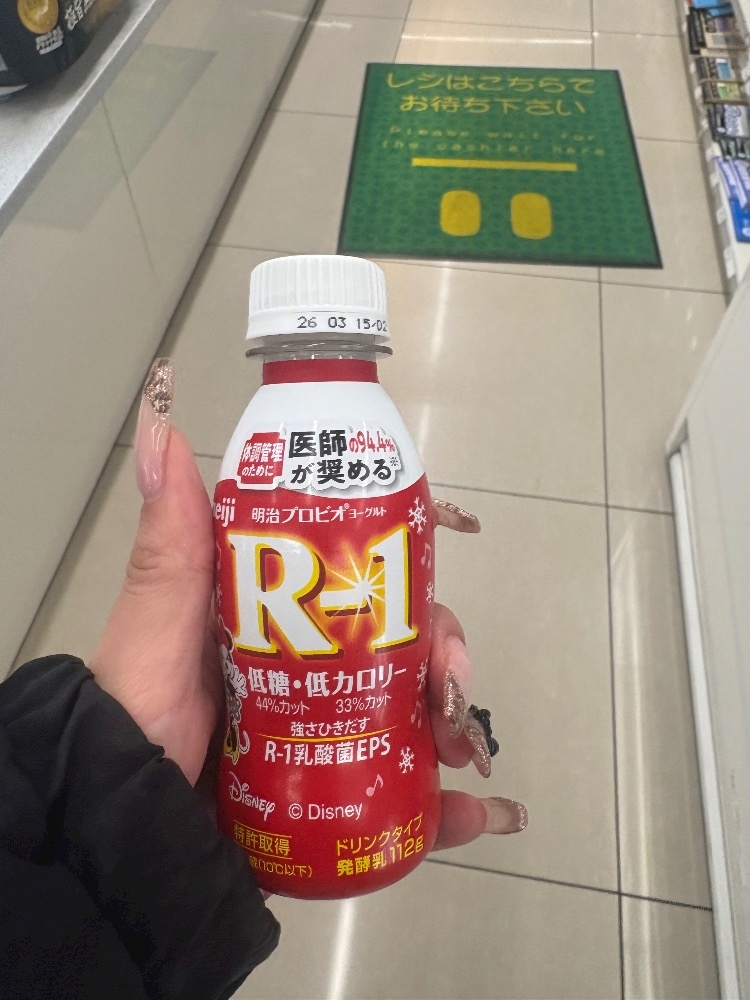 レジはこちらで
お待ち下さい
Please wait for
the cashier here
26 03 15/02
体調管理
のために
医師の94.4%
が奨める※
meiji
明治プロビオヨーグルト
R-1
低糖・低カロリー
44%カット 33%カット
強さひきだす
R-1乳酸菌EPS
Disney © Disney
特許取得
(10℃以下)
ドリンクタイプ
発酵乳 112g